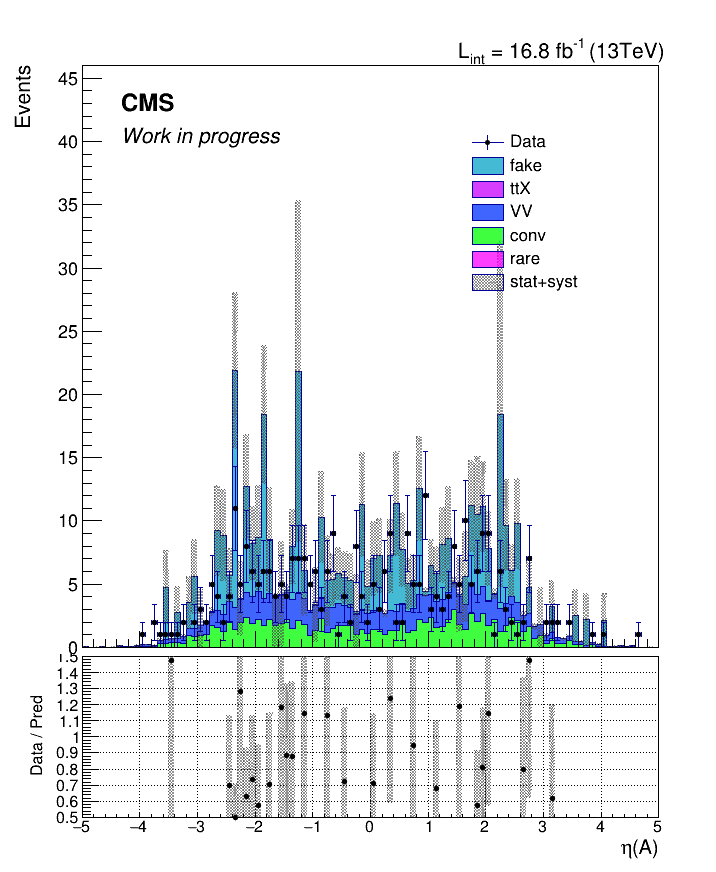 L_int = 16.8 fb^-1 (13TeV)
Events
CMS
Work in progress
Data
fake
ttX
VV
conv
rare
stat+syst
45
40
35
30
25
20
15
10
5
0
Data / Pred
1.5
1.4
1.3
1.2
1.1
1
0.9
0.8
0.7
0.6
0.5
−5 −4 −3 −2 −1 0 1 2 3 4 5
η(A)